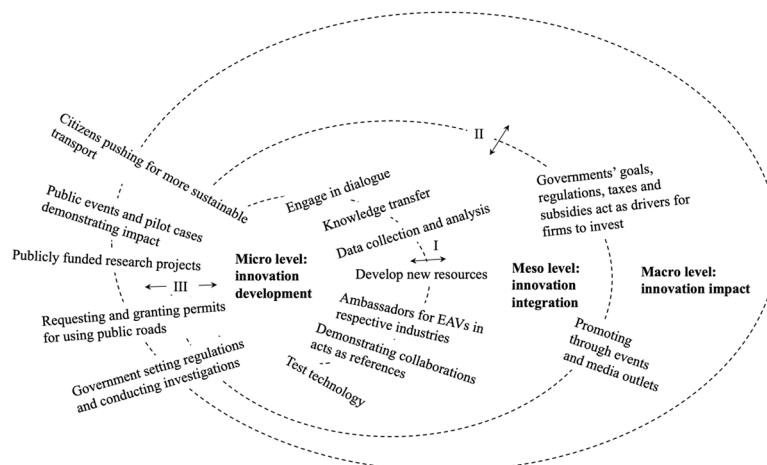 Citizens pushing for more sustainable
transport
II
Engage in dialogue
Governments' goals,
regulations, taxes and
subsidies act as drivers for
firms to invest
Public events and pilot cases
demonstrating impact
Knowledge transfer
Data collection and analysis
I
Publicly funded research projects
Micro level:
innovation
development
Develop new resources
Meso level:
innovation
integration
Macro level:
innovation impact
III
Requesting and granting permits
for using public roads
Ambassadors for EAVs in
respective industries
Demonstrating collaborations
acts as references
Promoting
through events
and media outlets
Government setting regulations
and conducting investigations
Test technology